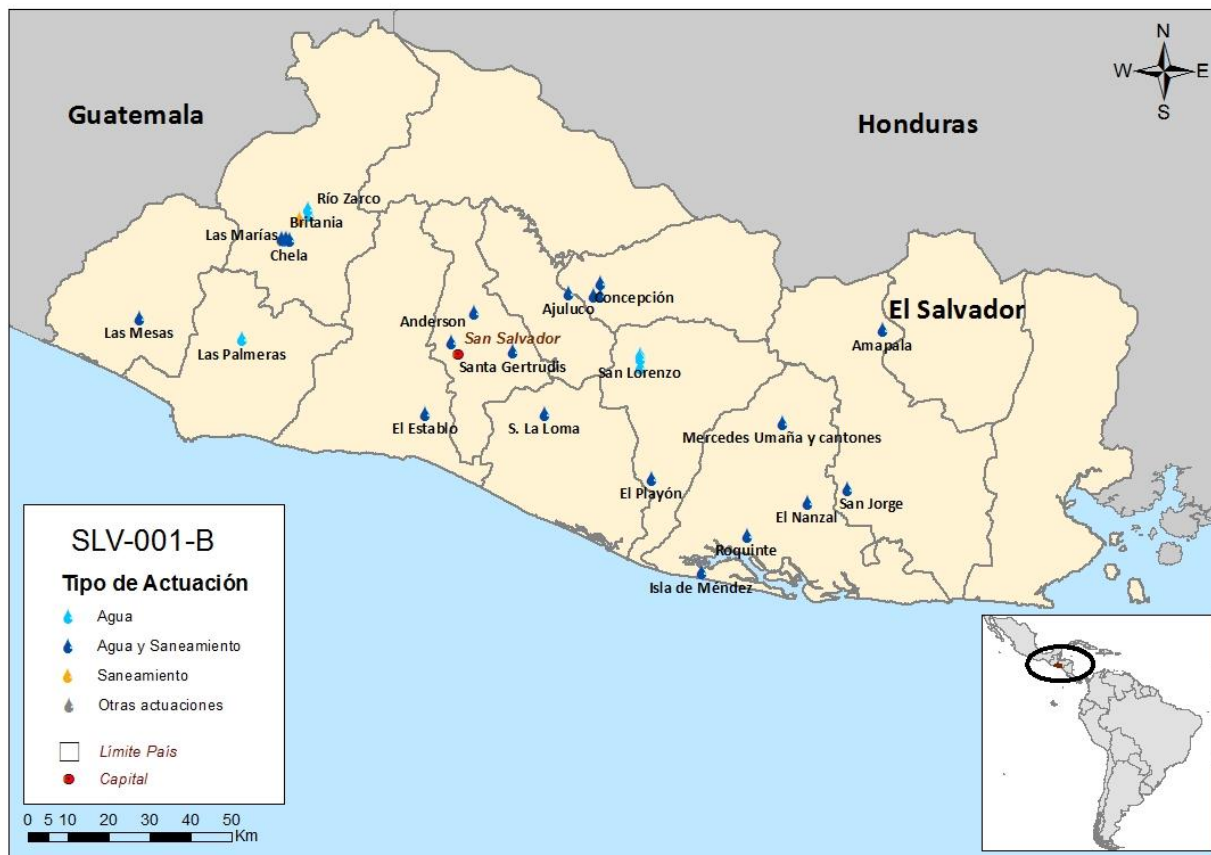 N
W E
S
Guatemala
Honduras
El Salvador
Río Zarco
Britania
Las Marías
Chela
Ajuluco
Concepción
Las Mesas
Las Palmeras
Anderson
San Salvador
Santa Gertrudis
San Lorenzo
Amapala
El Establo
S. La Loma
Mercedes Umaña y cantones
El Playón
San Jorge
El Nanzal
Roquinte
Isla de Méndez
SLV-001-B
Tipo de Actuación
Agua
Agua y Saneamiento
Saneamiento
Otras actuaciones
Límite País
Capital
0 5 10 20 30 40 50
Km